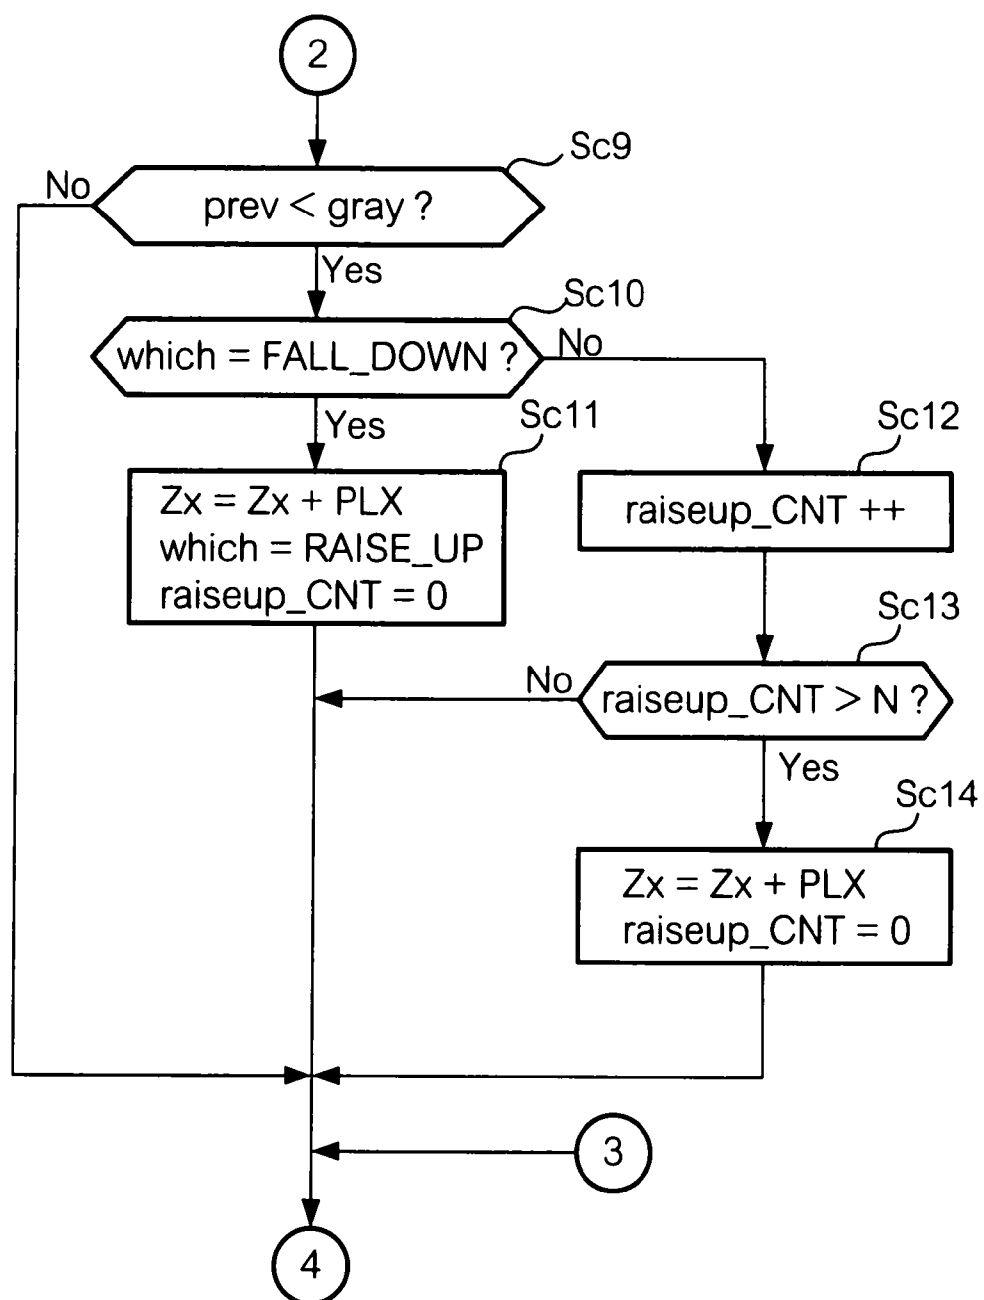 2
Sc9
No
prev < gray ?
Yes
Sc10
which = FALL_DOWN ?
No
Yes
Sc11
Sc12
Zx = Zx + PLX
which = RAISE_UP
raiseup_CNT = 0
raiseup_CNT ++
Sc13
No
raiseup_CNT > N ?
Yes
Sc14
Zx = Zx + PLX
raiseup_CNT = 0
3
4